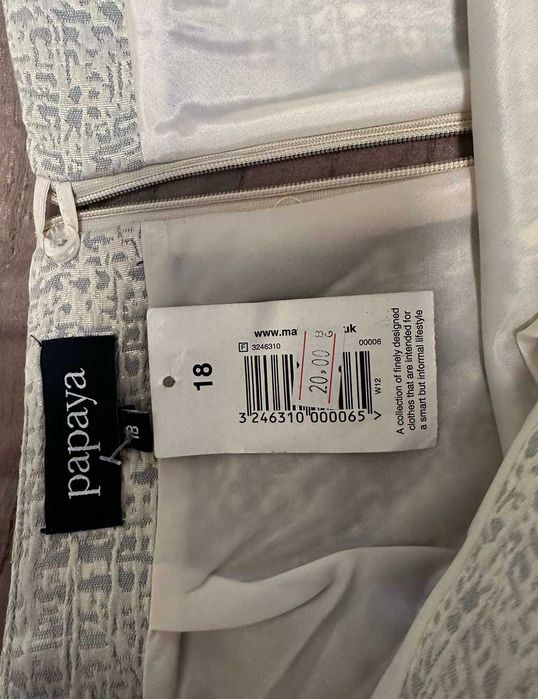 papaya
18
18
www.ma uk
F 3246310 00006
20,00
3 246310 000065 >
W12
A collection of finely designed
clothes that are intended for
a smart but informal lifestyle